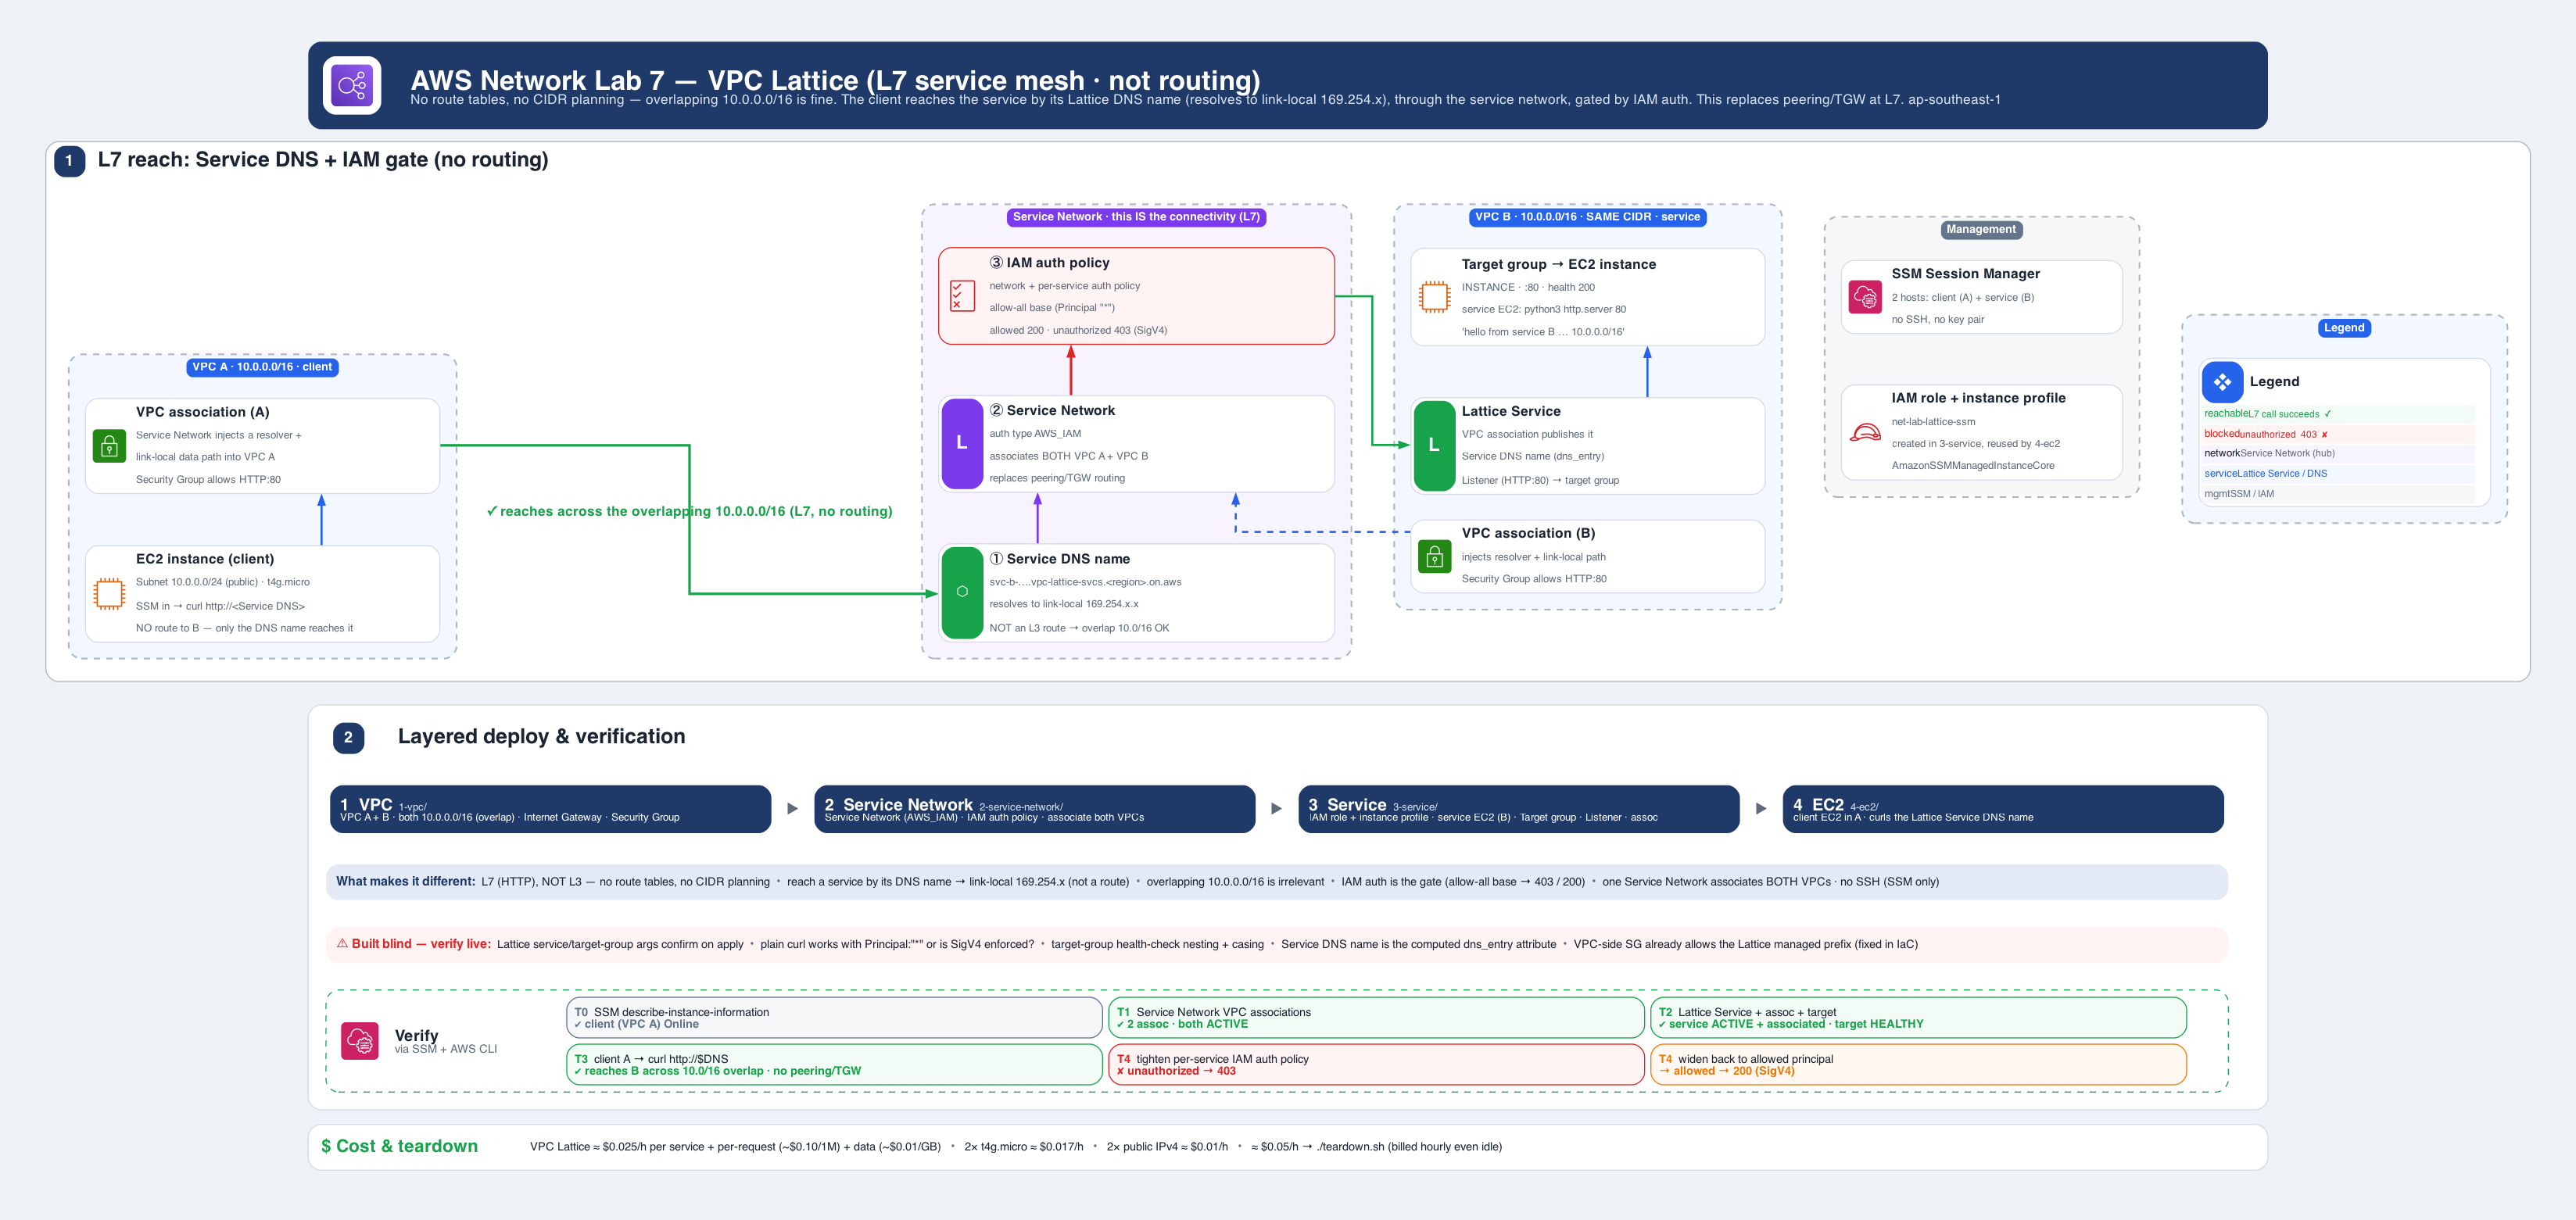 AWS Network Lab 7 — VPC Lattice (L7 service mesh · not routing)
No route tables, no CIDR planning — overlapping 10.0.0.0/16 is fine. The client reaches the service by its Lattice DNS name (resolves to link-local 169.254.x), through the service network, gated by IAM auth. This replaces peering/TGW at L7. ap-southeast-1
1 L7 reach: Service DNS + IAM gate (no routing)
VPC A · 10.0.0.0/16 · client
VPC association (A)
Service Network injects a resolver +
link-local data path into VPC A
Security Group allows HTTP:80
EC2 instance (client)
Subnet 10.0.0.0/24 (public) · t4g.micro
SSM in → curl http://<Service DNS>
NO route to B — only the DNS name reaches it
✓ reaches across the overlapping 10.0.0.0/16 (L7, no routing)
Service Network · this IS the connectivity (L7)
③ IAM auth policy
network + per-service auth policy
allow-all base (Principal "*")
allowed 200 · unauthorized 403 (SigV4)
L
② Service Network
auth type AWS_IAM
associates BOTH VPC A + VPC B
replaces peering/TGW routing
① Service DNS name
svc-b-….vpc-lattice-svcs.<region>.on.aws
resolves to link-local 169.254.x.x
NOT an L3 route → overlap 10.0/16 OK
VPC B · 10.0.0.0/16 · SAME CIDR · service
Target group → EC2 instance
INSTANCE · :80 · health 200
service EC2: python3 http.server 80
'hello from service B … 10.0.0.0/16'
L
Lattice Service
VPC association publishes it
Service DNS name (dns_entry)
Listener (HTTP:80) → target group
VPC association (B)
injects resolver + link-local path
Security Group allows HTTP:80
Management
SSM Session Manager
2 hosts: client (A) + service (B)
no SSH, no key pair
IAM role + instance profile
net-lab-lattice-ssm
created in 3-service, reused by 4-ec2
AmazonSSMManagedInstanceCore
Legend
Legend
reachableL7 call succeeds ✓
blockedunauthorized 403 ✘
networkService Network (hub)
serviceLattice Service / DNS
mgmtSSM / IAM
2 Layered deploy & verification
1 VPC 1-vpc/
VPC A + B · both 10.0.0.0/16 (overlap) · Internet Gateway · Security Group
2 Service Network 2-service-network/
Service Network (AWS_IAM) · IAM auth policy · associate both VPCs
3 Service 3-service/
IAM role + instance profile · service EC2 (B) · Target group · Listener · assoc
4 EC2 4-ec2/
client EC2 in A · curls the Lattice Service DNS name
What makes it different: L7 (HTTP), NOT L3 — no route tables, no CIDR planning • reach a service by its DNS name → link-local 169.254.x (not a route) • overlapping 10.0.0.0/16 is irrelevant • IAM auth is the gate (allow-all base → 403 / 200) • one Service Network associates BOTH VPCs · no SSH (SSM only)
⚠ Built blind — verify live: Lattice service/target-group args confirm on apply • plain curl works with Principal:"*" or is SigV4 enforced? • target-group health-check nesting + casing • Service DNS name is the computed dns_entry attribute • VPC-side SG already allows the Lattice managed prefix (fixed in IaC)
Verify
via SSM + AWS CLI
T0 SSM describe-instance-information
✓ client (VPC A) Online
T1 Service Network VPC associations
✓ 2 assoc · both ACTIVE
T2 Lattice Service + assoc + target
✓ service ACTIVE + associated · target HEALTHY
T3 client A → curl http://$DNS
✓ reaches B across 10.0/16 overlap · no peering/TGW
T4 tighten per-service IAM auth policy
✘ unauthorized → 403
T4 widen back to allowed principal
→ allowed → 200 (SigV4)
$ Cost & teardown
VPC Lattice ≈ $0.025/h per service + per-request (~$0.10/1M) + data (~$0.01/GB) • 2× t4g.micro ≈ $0.017/h • 2× public IPv4 ≈ $0.01/h • ≈ $0.05/h → ./teardown.sh (billed hourly even idle)